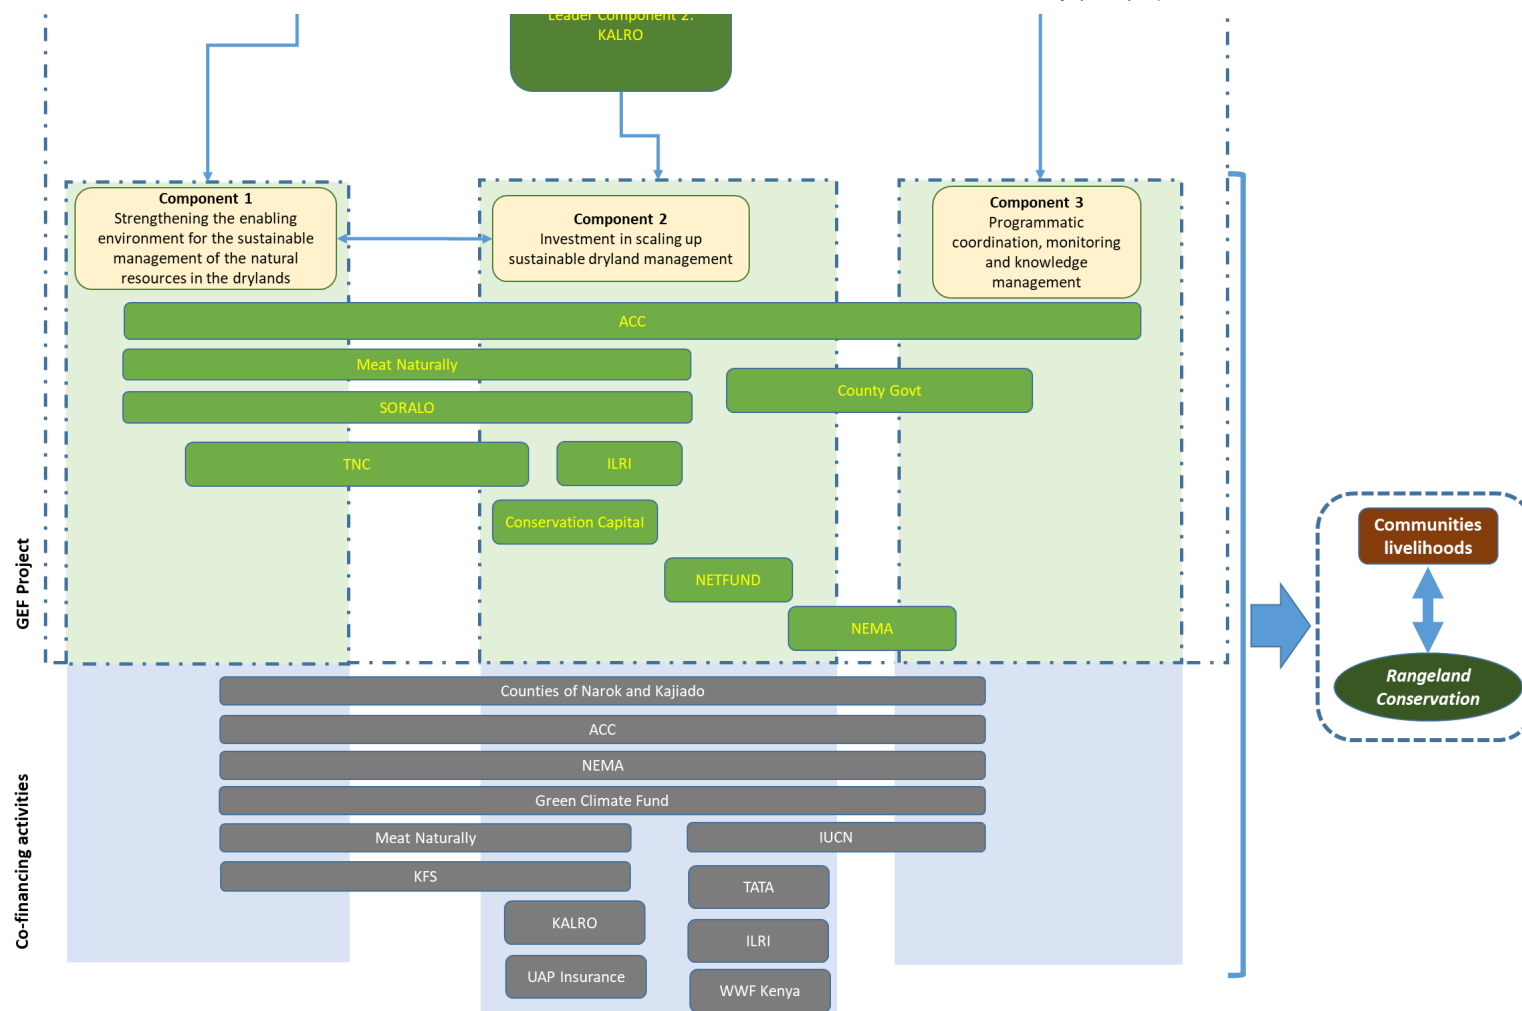 Leader Component 2:
KALRO
Component 1
Strengthening the enabling
environment for the sustainable
management of the natural
resources in the drylands
Component 2
Investment in scaling up
sustainable dryland management
Component 3
Programmatic
coordination, monitoring
and knowledge
management
ACC
Meat Naturally
County Govt
SORALO
TNC
ILRI
Conservation Capital
NETFUND
NEMA
GEF Project
Communities
livelihoods
Rangeland
Conservation
Counties of Narok and Kajiado
ACC
NEMA
Green Climate Fund
Meat Naturally
IUCN
KFS
TATA
KALRO
ILRI
UAP Insurance
WWF Kenya
Co-financing activities